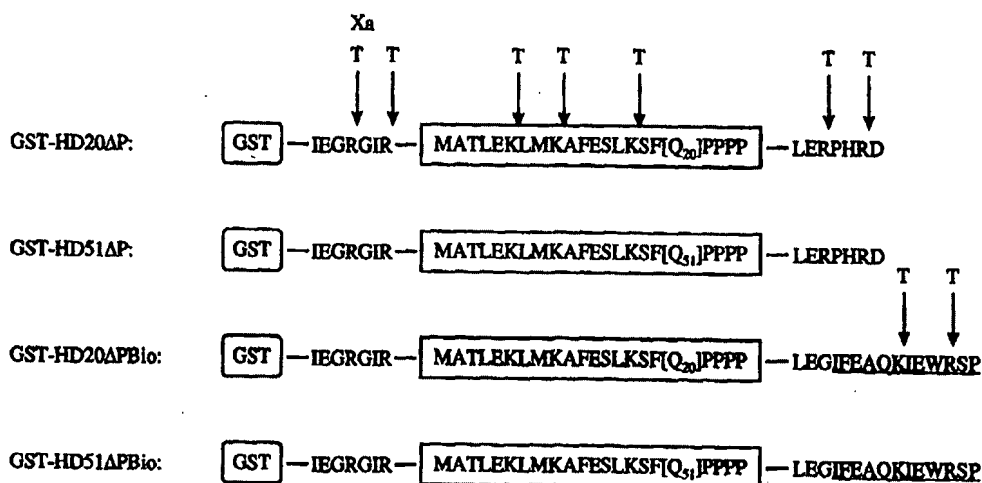 Xa
T T T T T T T
GST-HD20ΔP: GST IEGRGIR MATLEKLMKAFESLKSF[Q₂₀]PPPP LERPHRD
GST-HD51ΔP: GST IEGRGIR MATLEKLMKAFESLKSF[Q₅₁]PPPP LERPHRD
T T
GST-HD20ΔPBio: GST IEGRGIR MATLEKLMKAFESLKSF[Q₂₀]PPPP LEGIFEAQKIEWRSP
GST-HD51ΔPBio: GST IEGRGIR MATLEKLMKAFESLKSF[Q₅₁]PPPP LEGIFEAQKIEWRSP